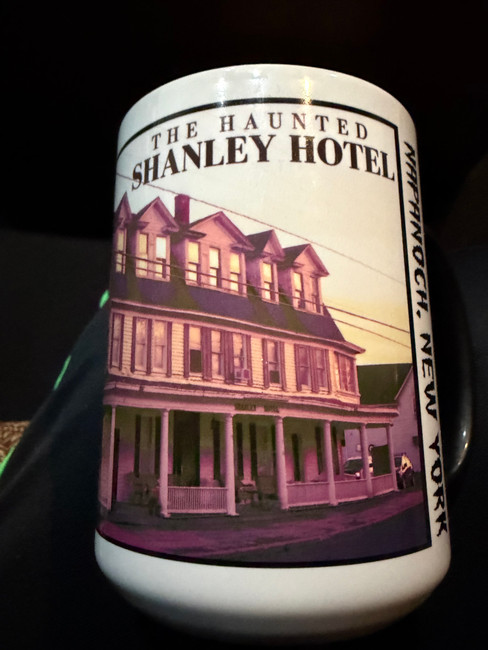 THE HAUNTED
SHANLEY HOTEL
NAPANOCH, NEW YORK